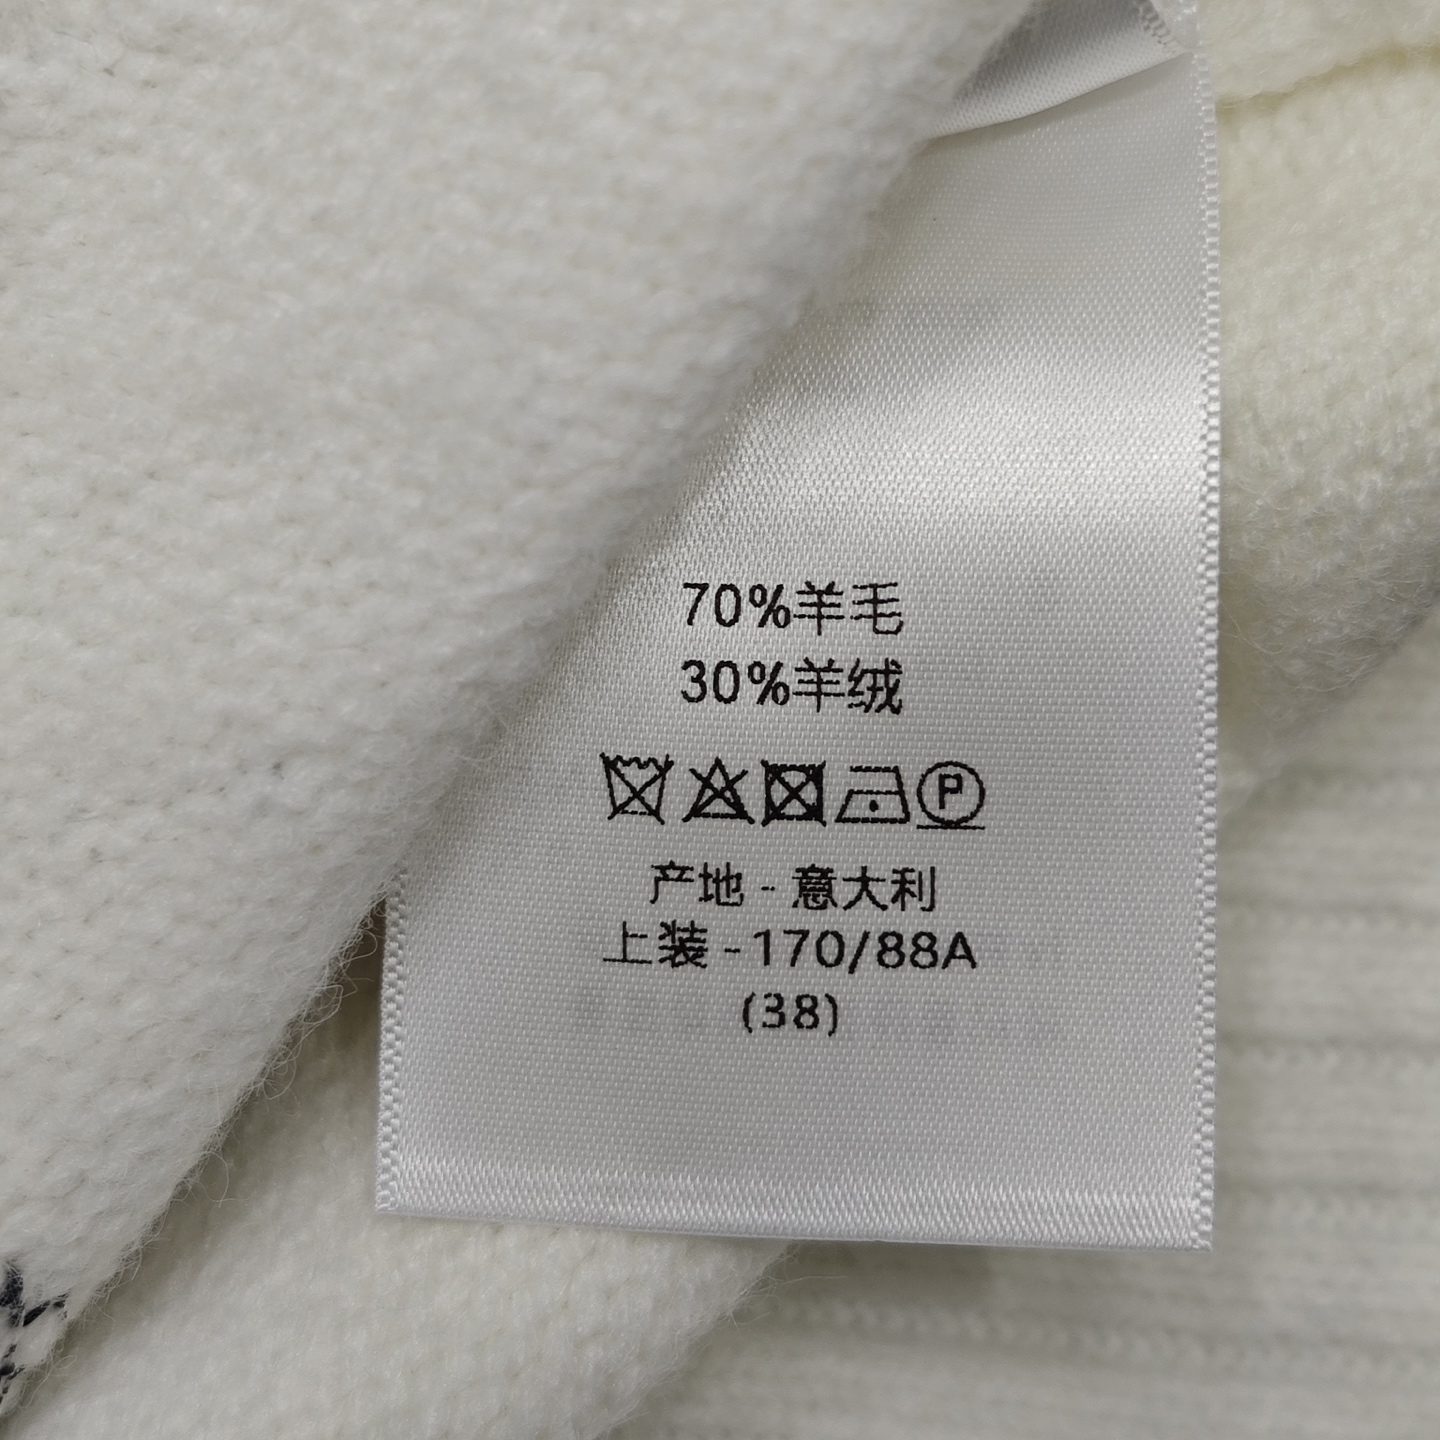 70%羊毛
30%羊绒
P
产地 - 意大利
上装 -170/88A
(38)